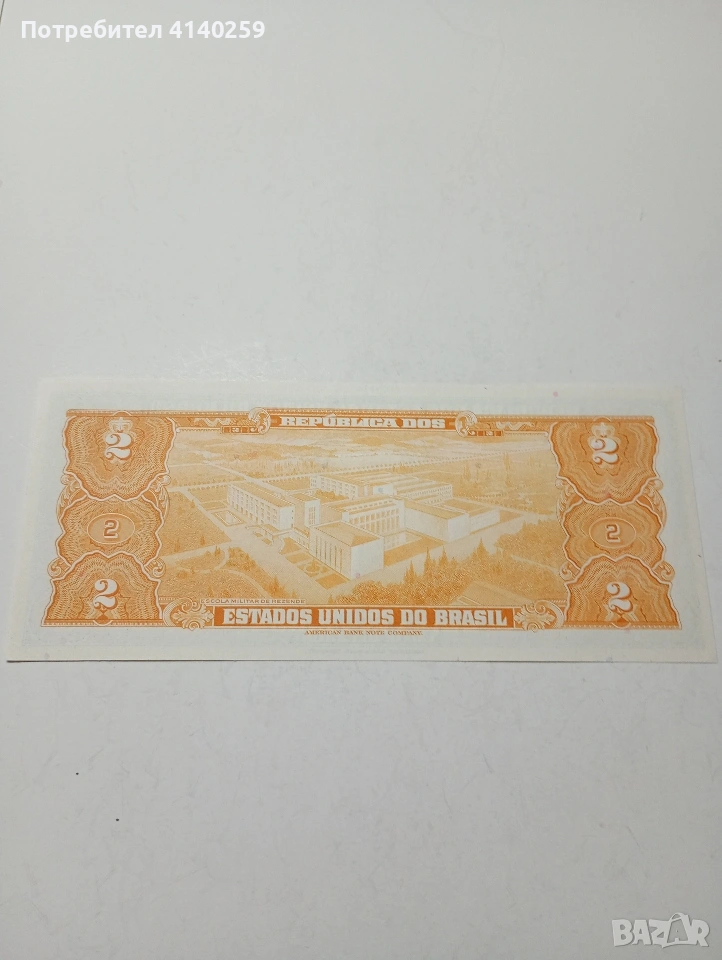 Потребител 4140259
REPÚBLICA DOS
2 2
2 2
2 2
ESCOLA MILITAR DE REZENDE
ESTADOS UNIDOS DO BRASIL
AMERICAN BANK NOTE COMPANY.
BAZAR